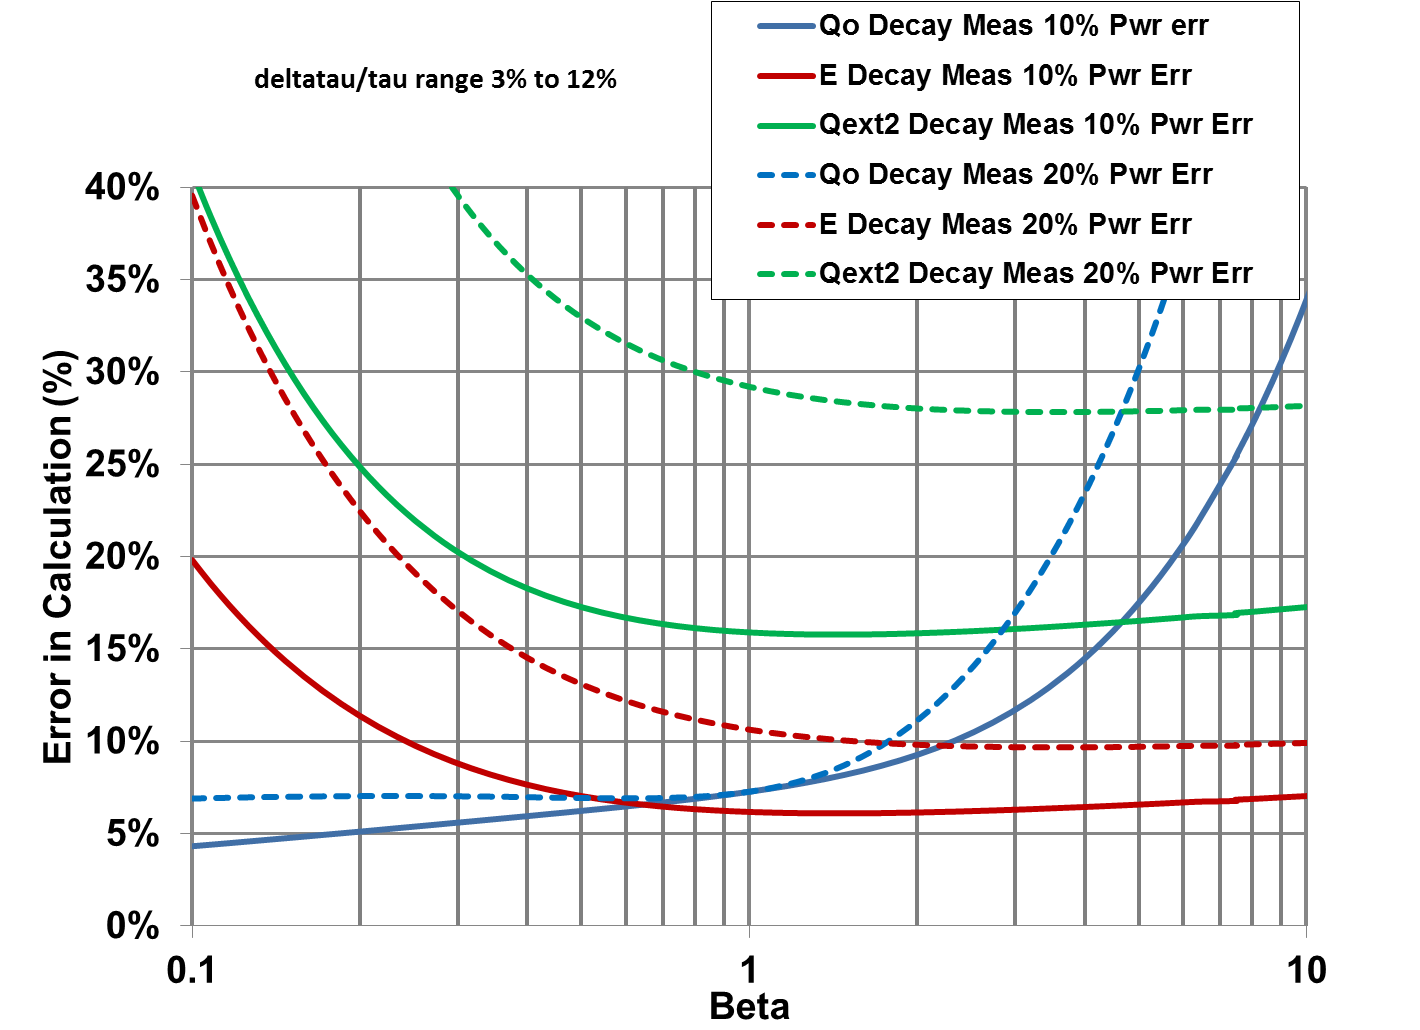 Qo Decay Meas 10% Pwr err
deltatau/tau range 3% to 12%
E Decay Meas 10% Pwr Err
Qext2 Decay Meas 10% Pwr Err
Qo Decay Meas 20% Pwr Err
E Decay Meas 20% Pwr Err
Qext2 Decay Meas 20% Pwr Err
40%
35%
30%
25%
20%
15%
10%
5%
0%
Error in Calculation (%)
0.1
1
10
Beta